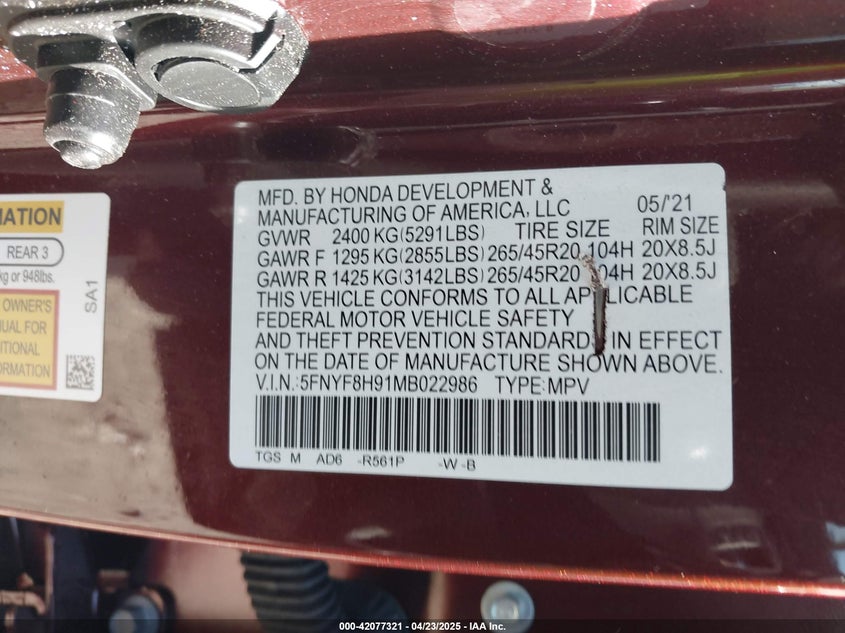 MATION
REAR 3
kg or 948lbs.
OWNER'S
UAL FOR
ITIONAL
ORMATION
SA1
MFD. BY HONDA DEVELOPMENT &
MANUFACTURING OF AMERICA, LLC 05/'21
GVWR 2400 KG(5291LBS) TIRE SIZE RIM SIZE
GAWR F 1295 KG(2855LBS) 265/45R20 104H 20X8.5J
GAWR R 1425 KG(3142LBS) 265/45R20 104H 20X8.5J
THIS VEHICLE CONFORMS TO ALL APPLICABLE
FEDERAL MOTOR VEHICLE SAFETY
AND THEFT PREVENTION STANDARDS IN EFFECT
ON THE DATE OF MANUFACTURE SHOWN ABOVE.
V.I.N.:5FNYF8H91MB022986 TYPE:MPV
TGS M AD6 -R561P -W -B
000-42077321 / 04/23/2025 - IAA Inc.